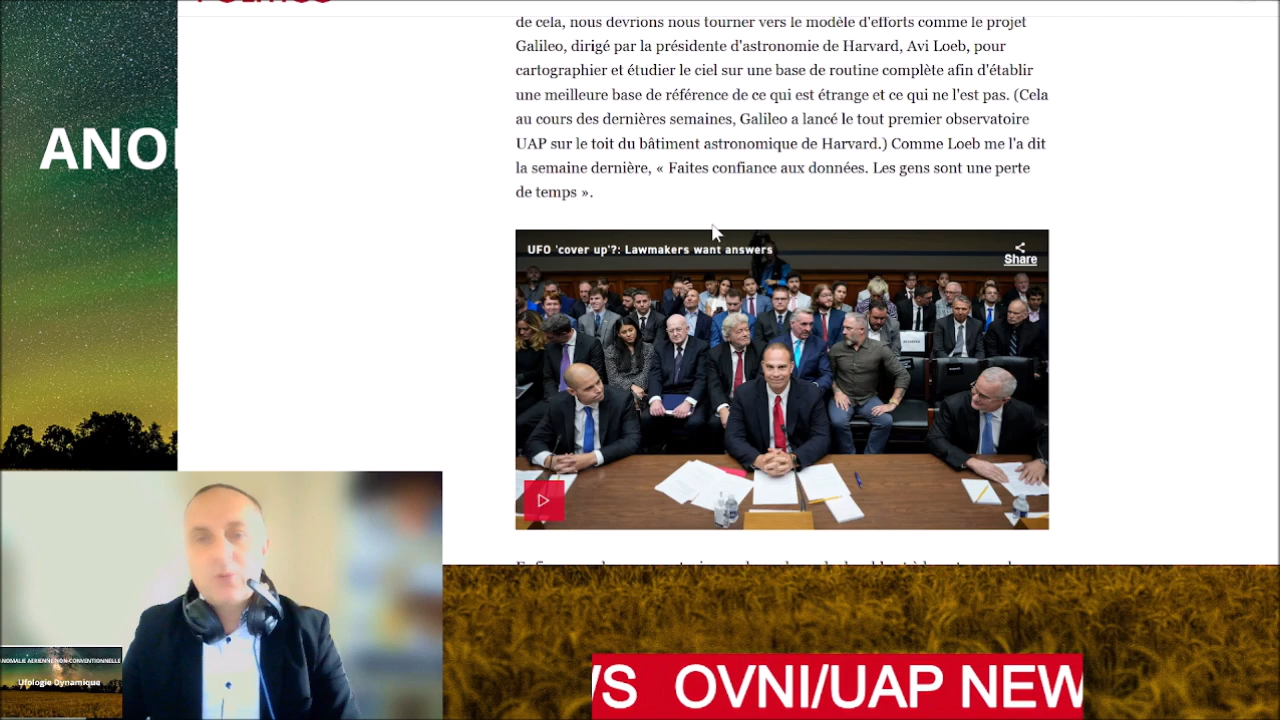 de cela, nous devrions nous tourner vers le modèle d'efforts comme le projet
Galileo, dirigé par la présidente d'astronomie de Harvard, Avi Loeb, pour
cartographier et étudier le ciel sur une base de routine complète afin d'établir
une meilleure base de référence de ce qui est étrange et ce qui ne l'est pas. (Cela
au cours des dernières semaines, Galileo a lancé le tout premier observatoire
UAP sur le toit du bâtiment astronomique de Harvard.) Comme Loeb me l'a dit
la semaine dernière, « Faites confiance aux données. Les gens sont une perte
de temps ».
ANO
UFO 'cover up'?: Lawmakers want answers
Share
ANOMALIE AERIENNE NON-CONVENTIONNELLE
Ufologie Dynamique
WS OVNI/UAP NEW